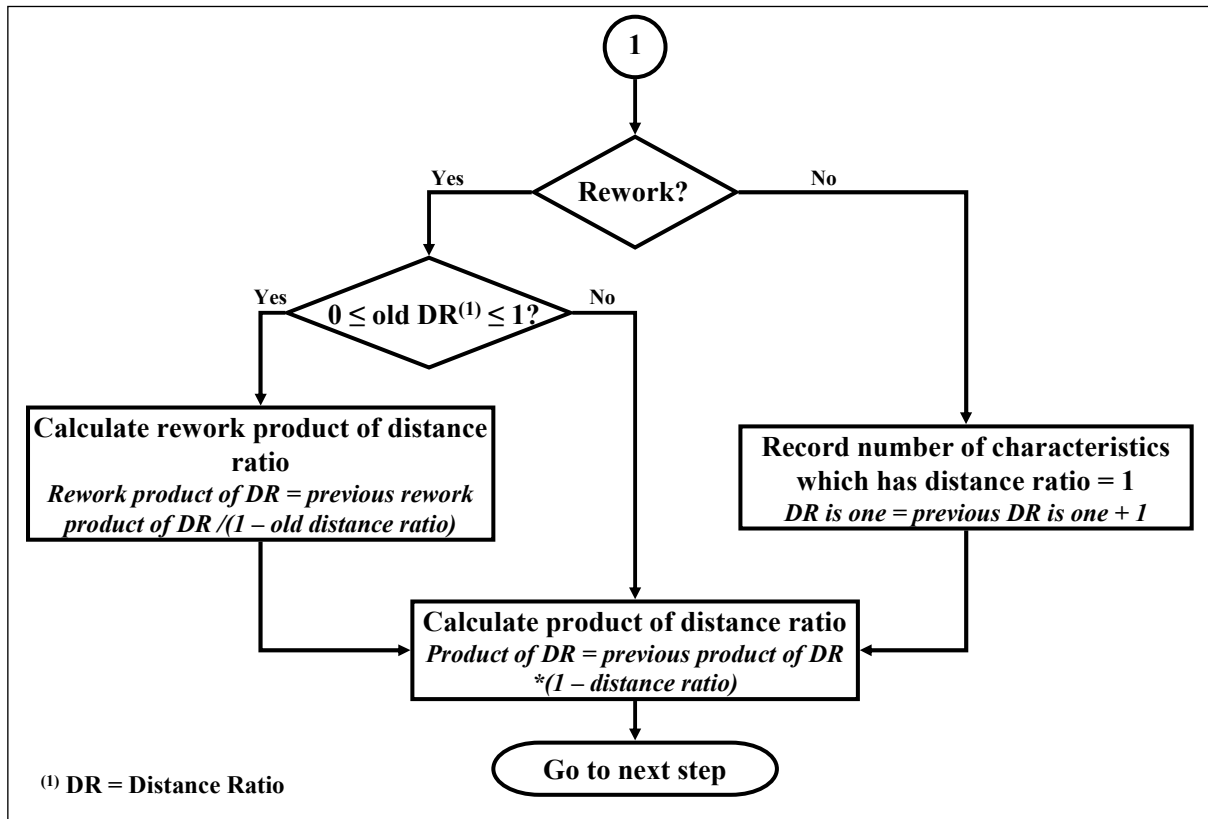 1
Rework?
Yes
No
0 ≤ old DR(1) ≤ 1?
Yes
No
Calculate rework product of distance
ratio
Rework product of DR = previous rework
product of DR /(1 – old distance ratio)
Record number of characteristics
which has distance ratio = 1
DR is one = previous DR is one + 1
Calculate product of distance ratio
Product of DR = previous product of DR
*(1 – distance ratio)
Go to next step
(1) DR = Distance Ratio